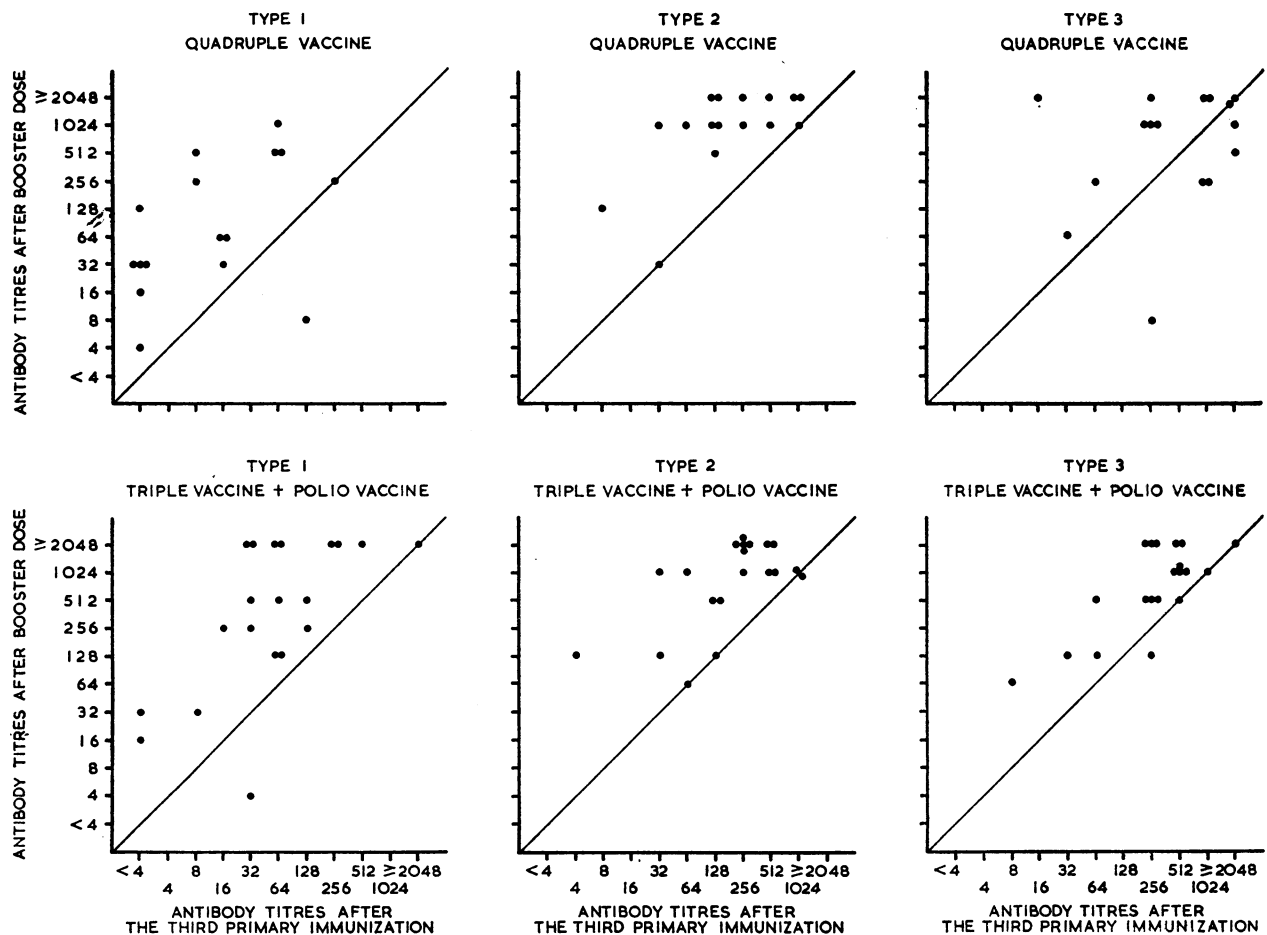 TYPE 1
QUADRUPLE VACCINE
TYPE 2
QUADRUPLE VACCINE
TYPE 3
QUADRUPLE VACCINE
ANTIBODY TITRES AFTER BOOSTER DOSE
≥2048
1024
512
256
128
64
32
16
8
4
<4
TYPE 1
TRIPLE VACCINE + POLIO VACCINE
TYPE 2
TRIPLE VACCINE + POLIO VACCINE
TYPE 3
TRIPLE VACCINE + POLIO VACCINE
ANTIBODY TITRES AFTER BOOSTER DOSE
≥2048
1024
512
256
128
64
32
16
8
4
<4
<4 8 32 128 512 ≥2048
4 16 64 256 1024
ANTIBODY TITRES AFTER
THE THIRD PRIMARY IMMUNIZATION
<4 8 32 128 512 ≥2048
4 16 64 256 1024
ANTIBODY TITRES AFTER
THE THIRD PRIMARY IMMUNIZATION
<4 8 32 128 512 ≥2048
4 16 64 256 1024
ANTIBODY TITRES AFTER
THE THIRD PRIMARY IMMUNIZATION